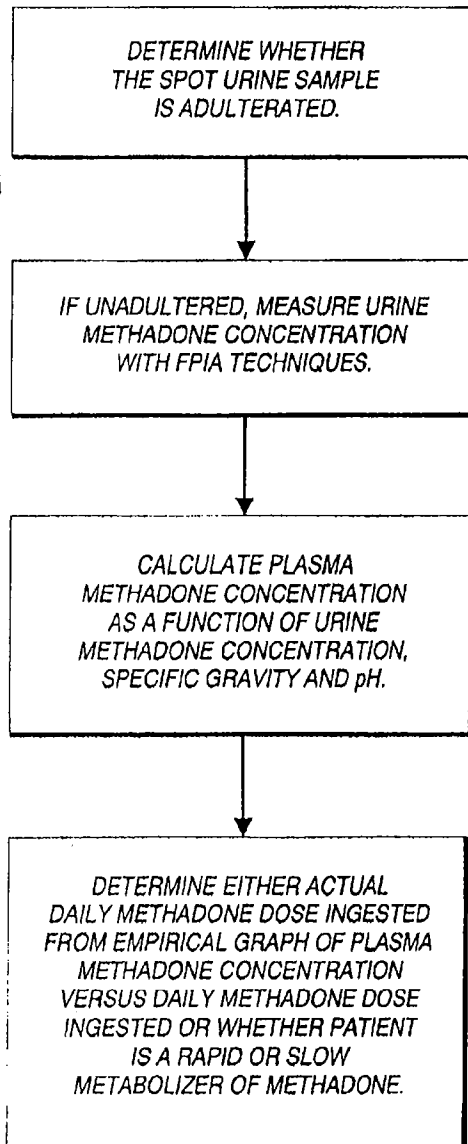 DETERMINE WHETHER
THE SPOT URINE SAMPLE
IS ADULTERATED.
IF UNADULTERED, MEASURE URINE
METHADONE CONCENTRATION
WITH FPIA TECHNIQUES.
CALCULATE PLASMA
METHADONE CONCENTRATION
AS A FUNCTION OF URINE
METHADONE CONCENTRATION,
SPECIFIC GRAVITY AND pH.
DETERMINE EITHER ACTUAL
DAILY METHADONE DOSE INGESTED
FROM EMPIRICAL GRAPH OF PLASMA
METHADONE CONCENTRATION
VERSUS DAILY METHADONE DOSE
INGESTED OR WHETHER PATIENT
IS A RAPID OR SLOW
METABOLIZER OF METHADONE.